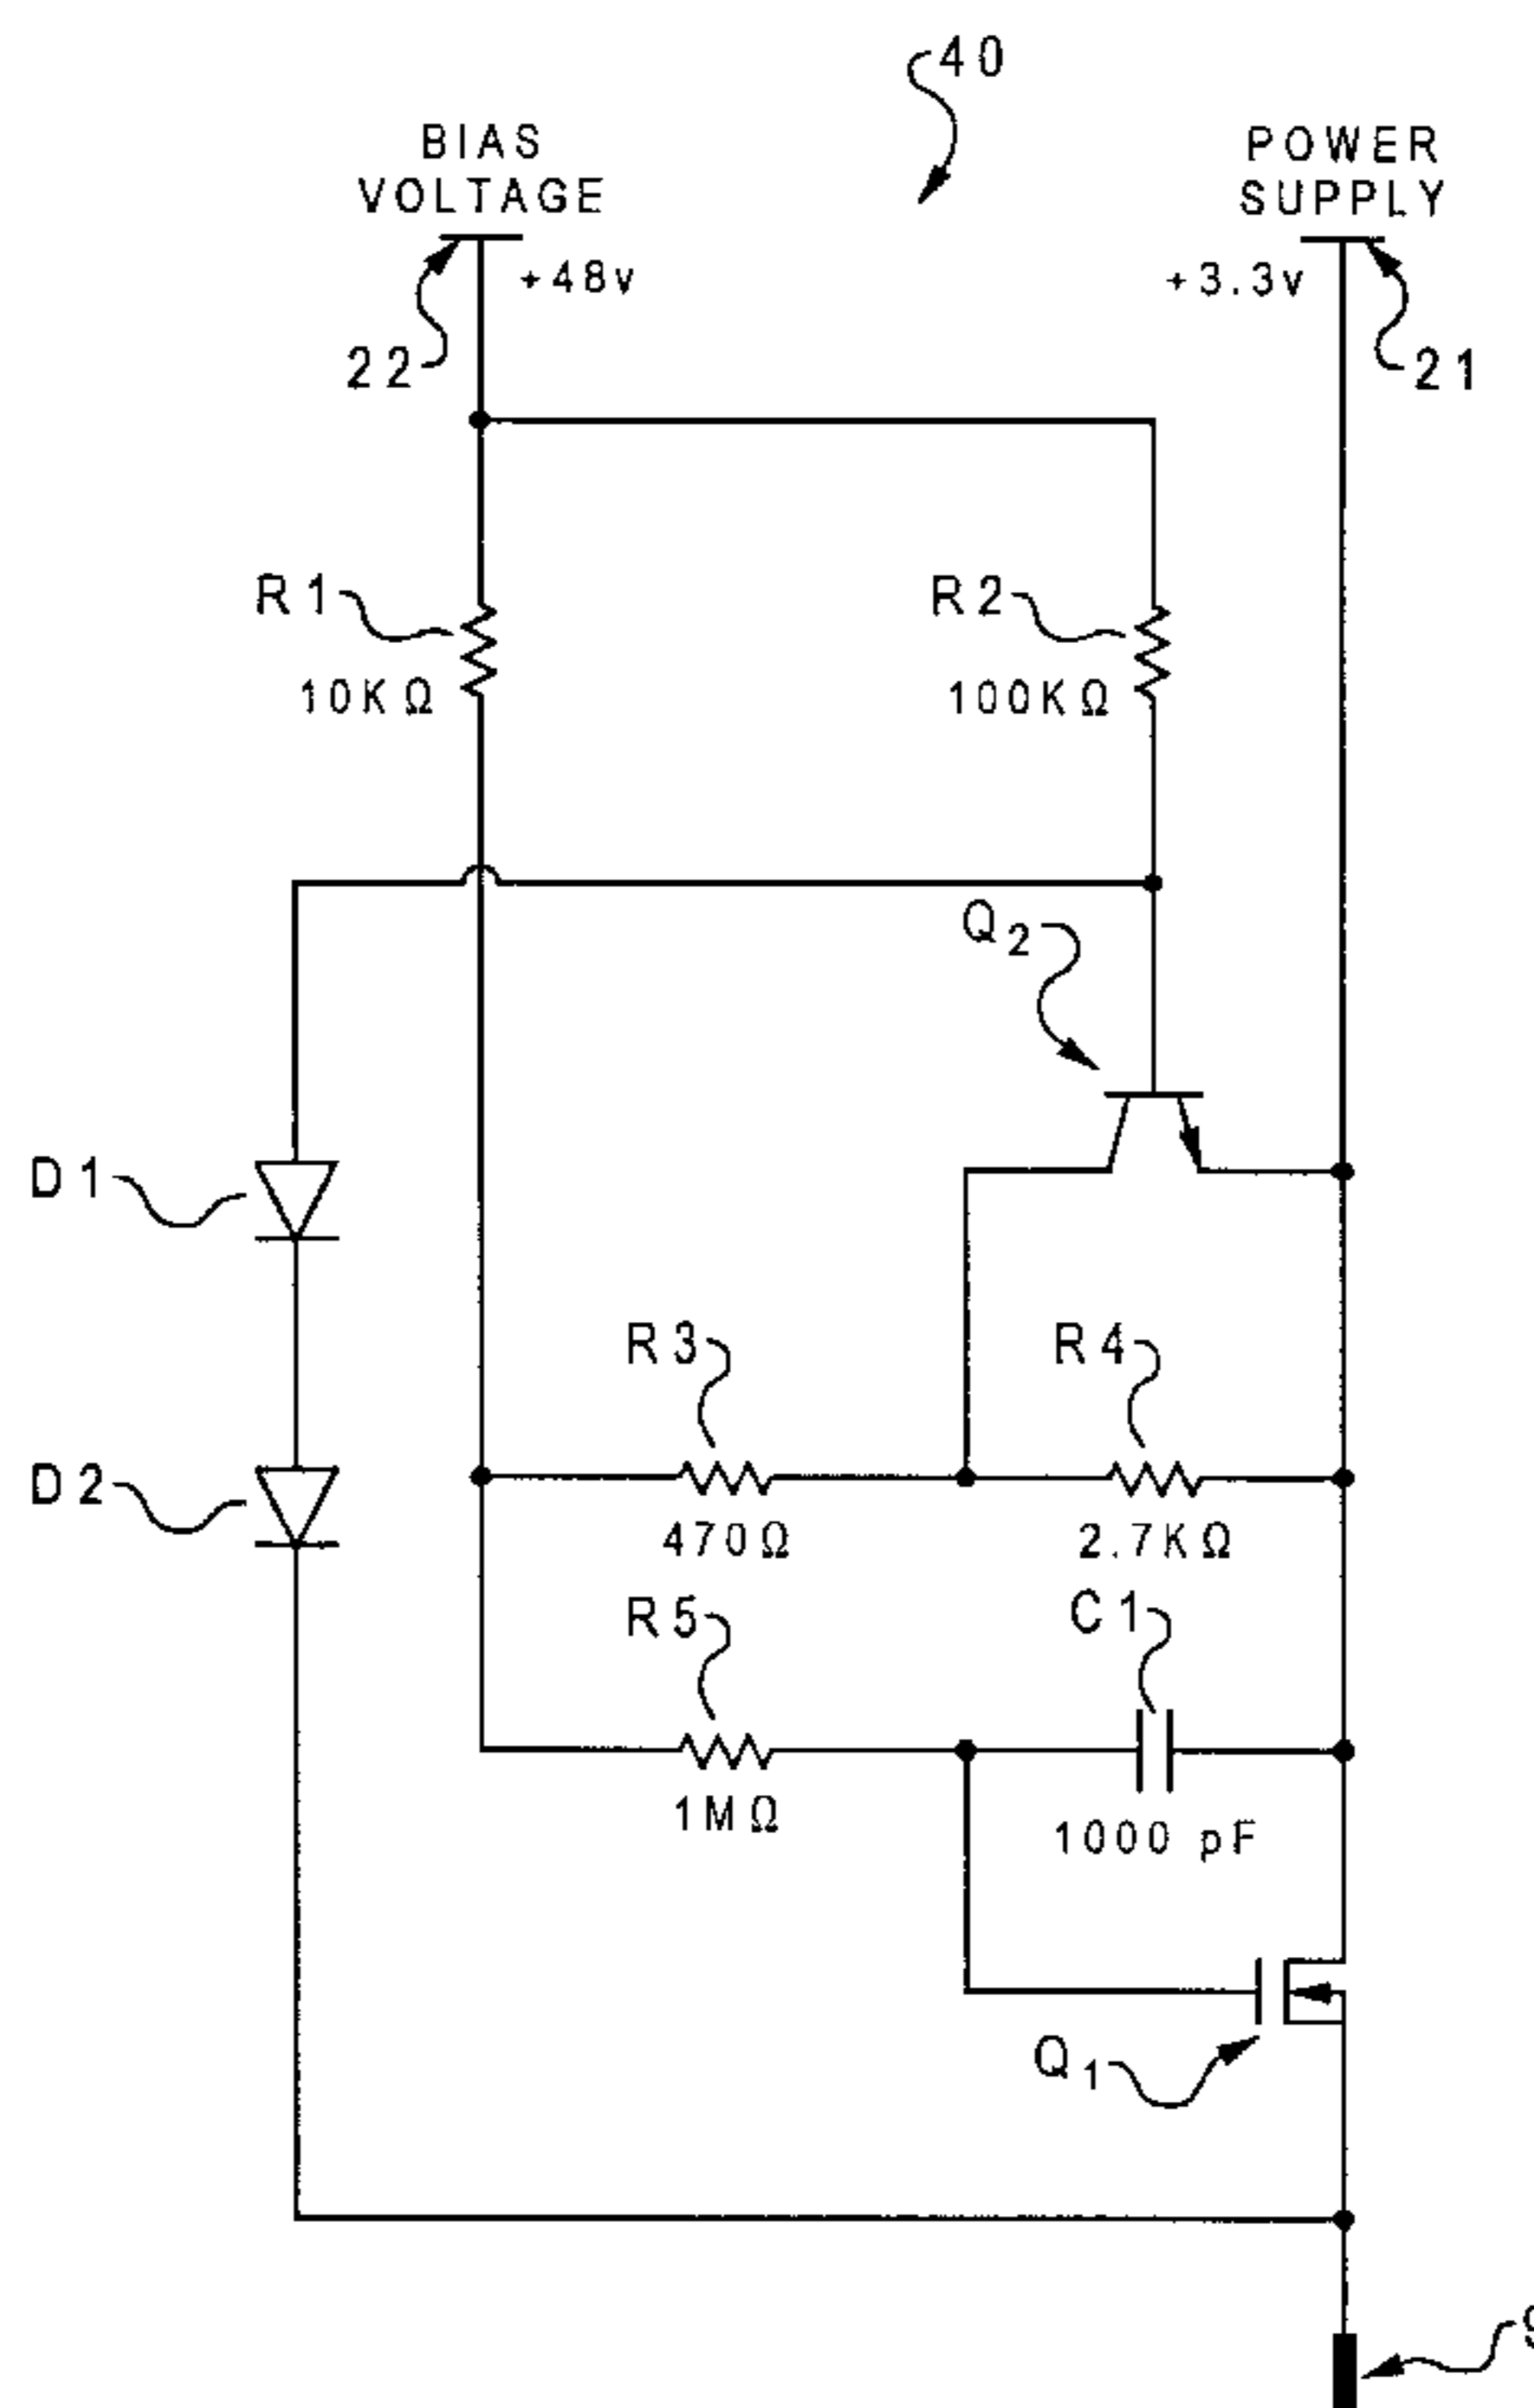 40
BIAS
VOLTAGE
POWER
SUPPLY
+48v
+3.3v
22
21
R1
10KΩ
R2
100KΩ
Q2
D1
R3
R4
D2
470Ω
2.7KΩ
R5
C1
1MΩ
1000 pF
Q1